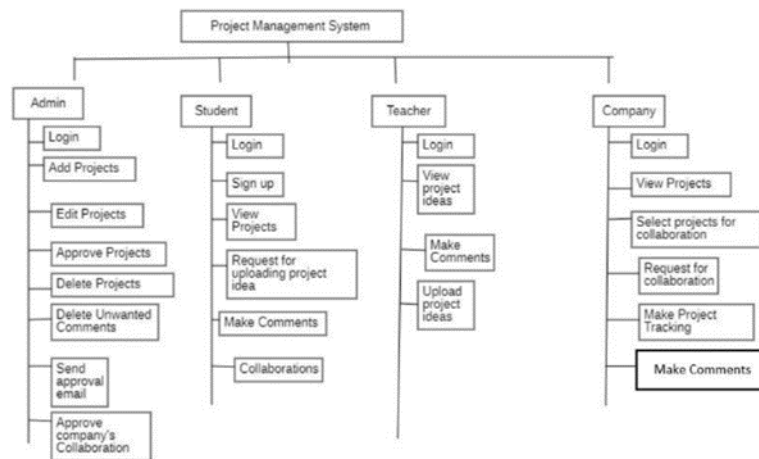 Project Management System
Admin
Login
Add Projects
Edit Projects
Approve Projects
Delete Projects
Delete Unwanted
Comments
Send
approval
email
Approve
company's
Collaboration
Student
Login
Sign up
View
Projects
Request for
uploading project
idea
Make Comments
Collaborations
Teacher
Login
View
project
ideas
Make
Comments
Upload
project
ideas
Company
Login
View Projects
Select projects for
collaboration
Request for
collaboration
Make Project
Tracking
Make Comments